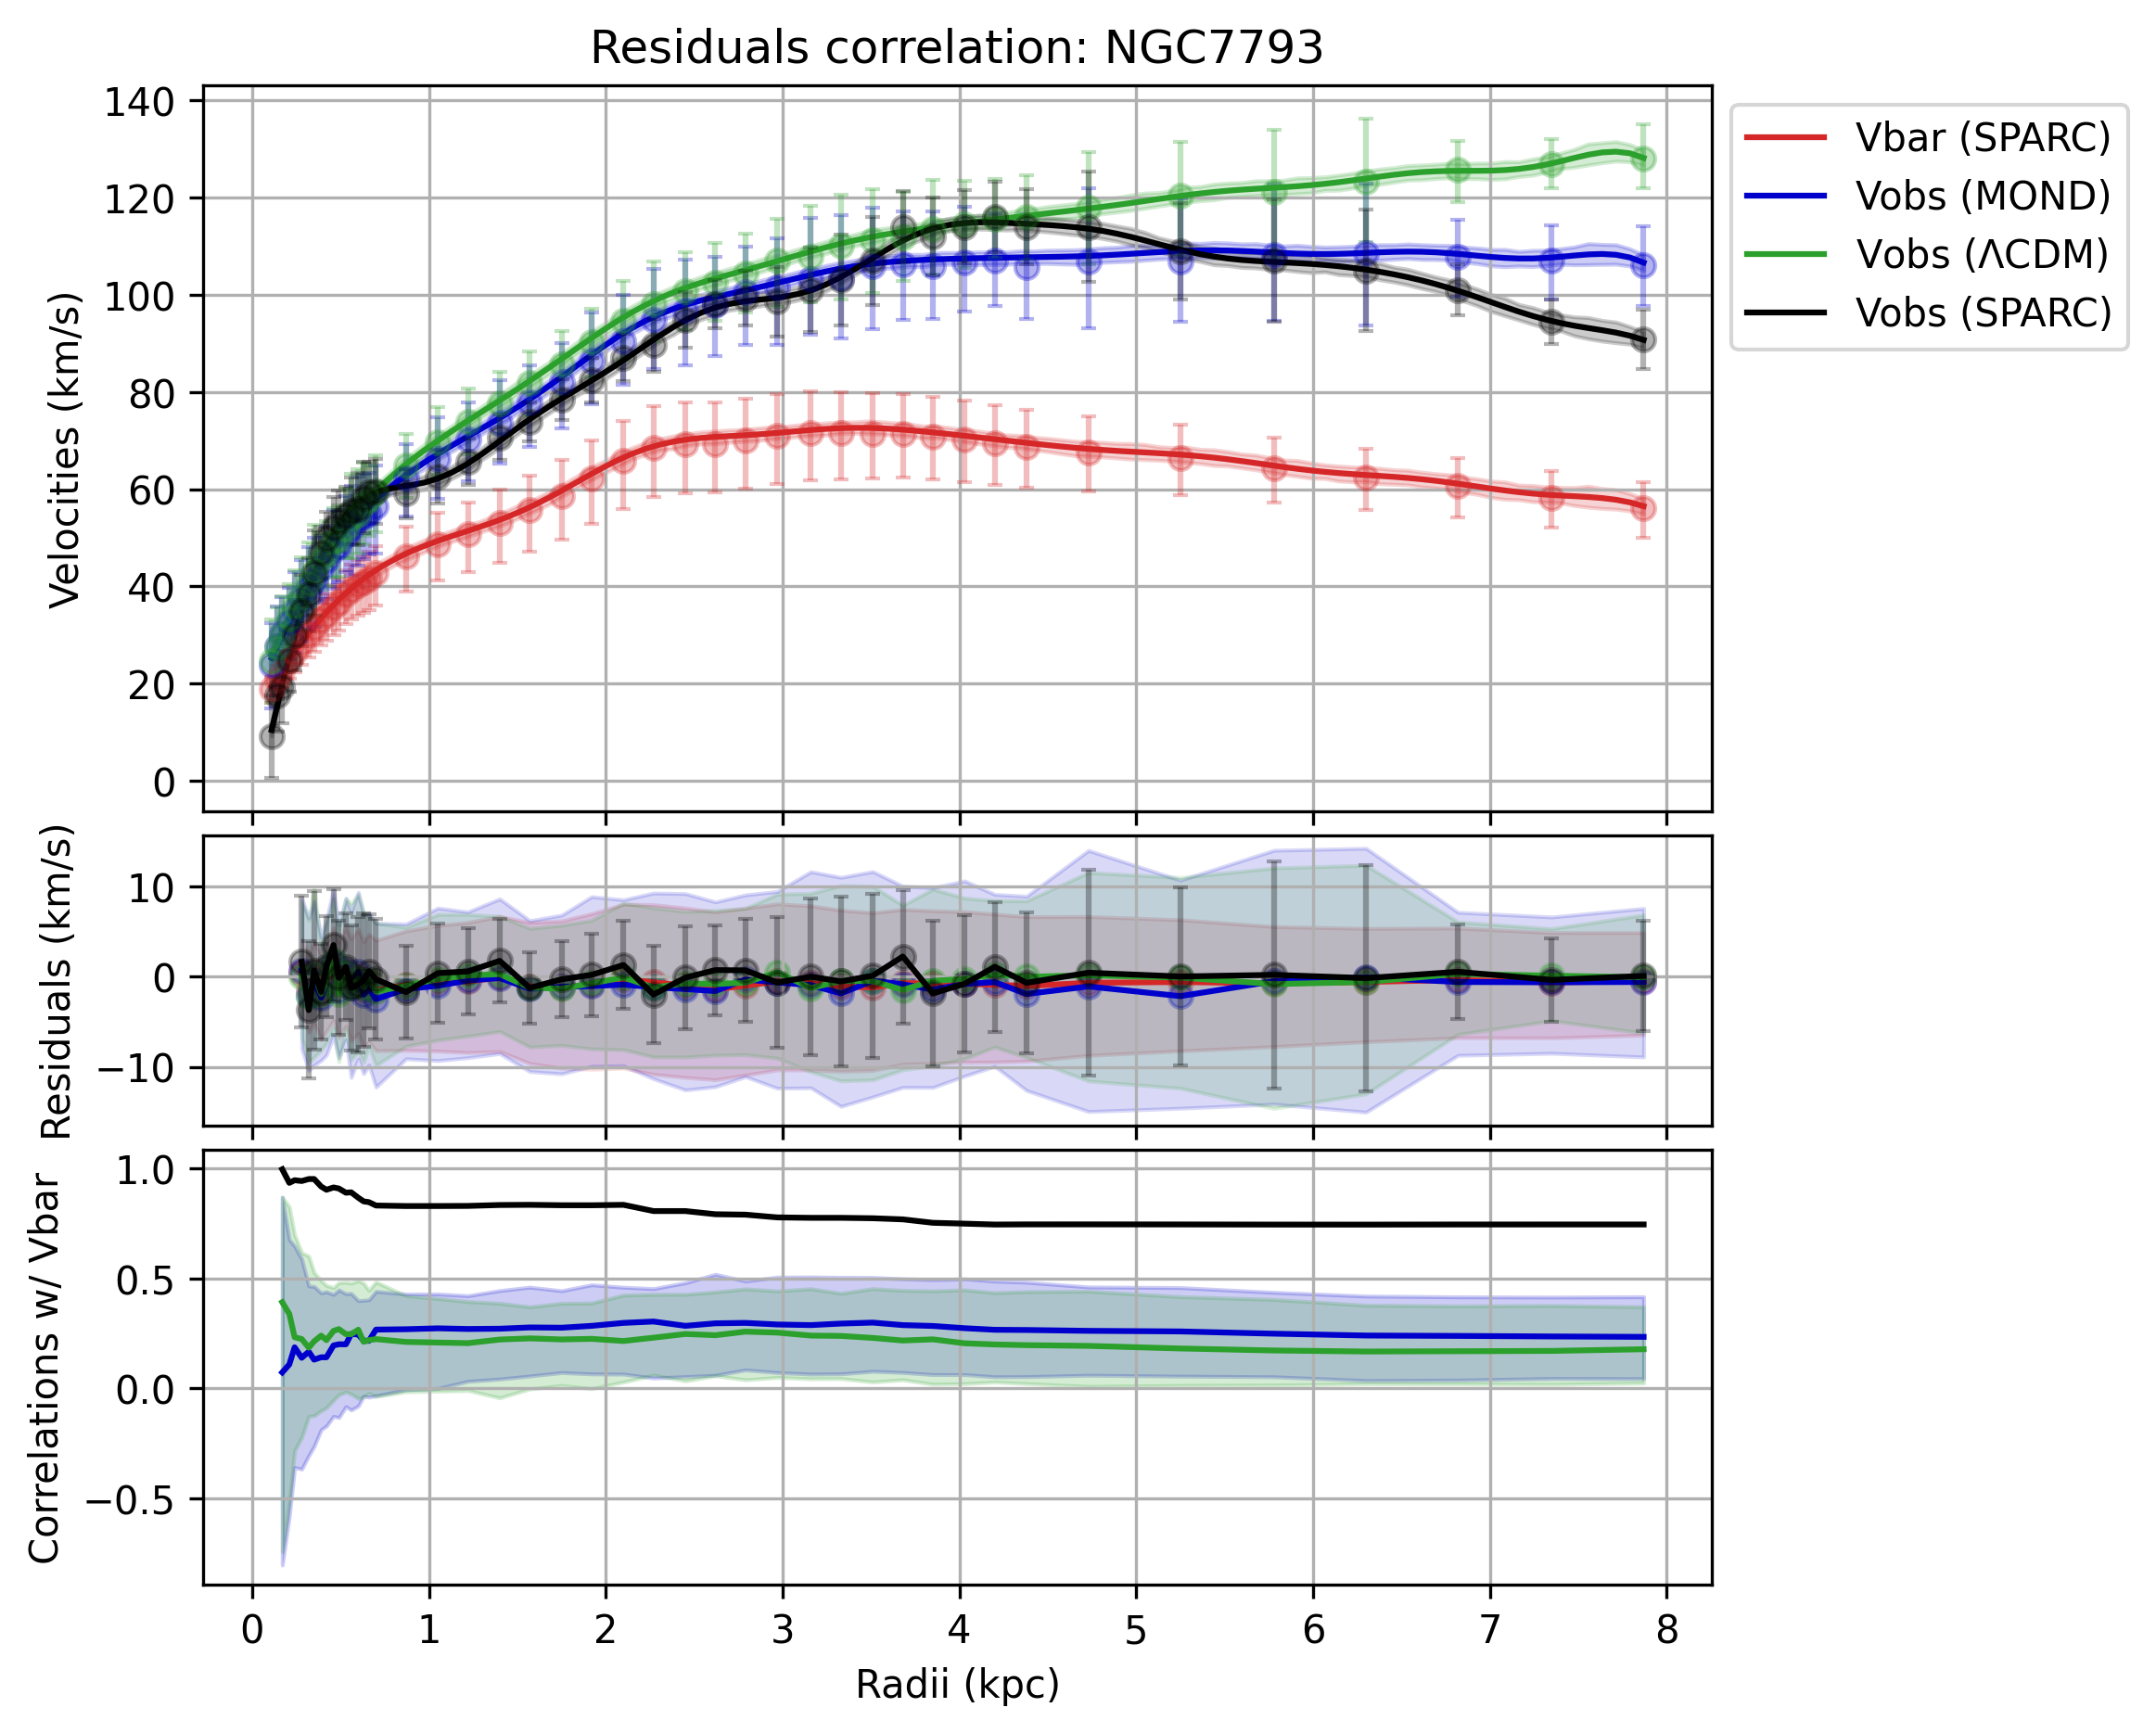 Residuals correlation: NGC7793
140
120
100
80
60
40
20
0
Velocities (km/s)
Vbar (SPARC)
Vobs (MOND)
Vobs (ΛCDM)
Vobs (SPARC)
10
0
−10
Residuals (km/s)
1.0
0.5
0.0
−0.5
Correlations w/ Vbar
0 1 2 3 4 5 6 7 8
Radii (kpc)